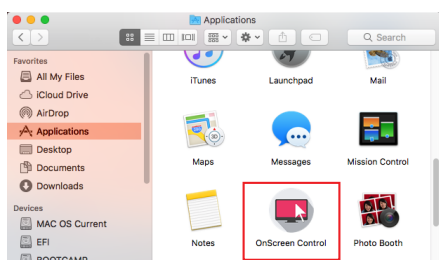 Applications
Search
Favorites
All My Files
iCloud Drive
AirDrop
Applications
Desktop
Documents
Downloads
Devices
MAC OS Current
EFI
BOOTCAMP
iTunes
Launchpad
Mail
Maps
Messages
Mission Control
Notes
OnScreen Control
Photo Booth